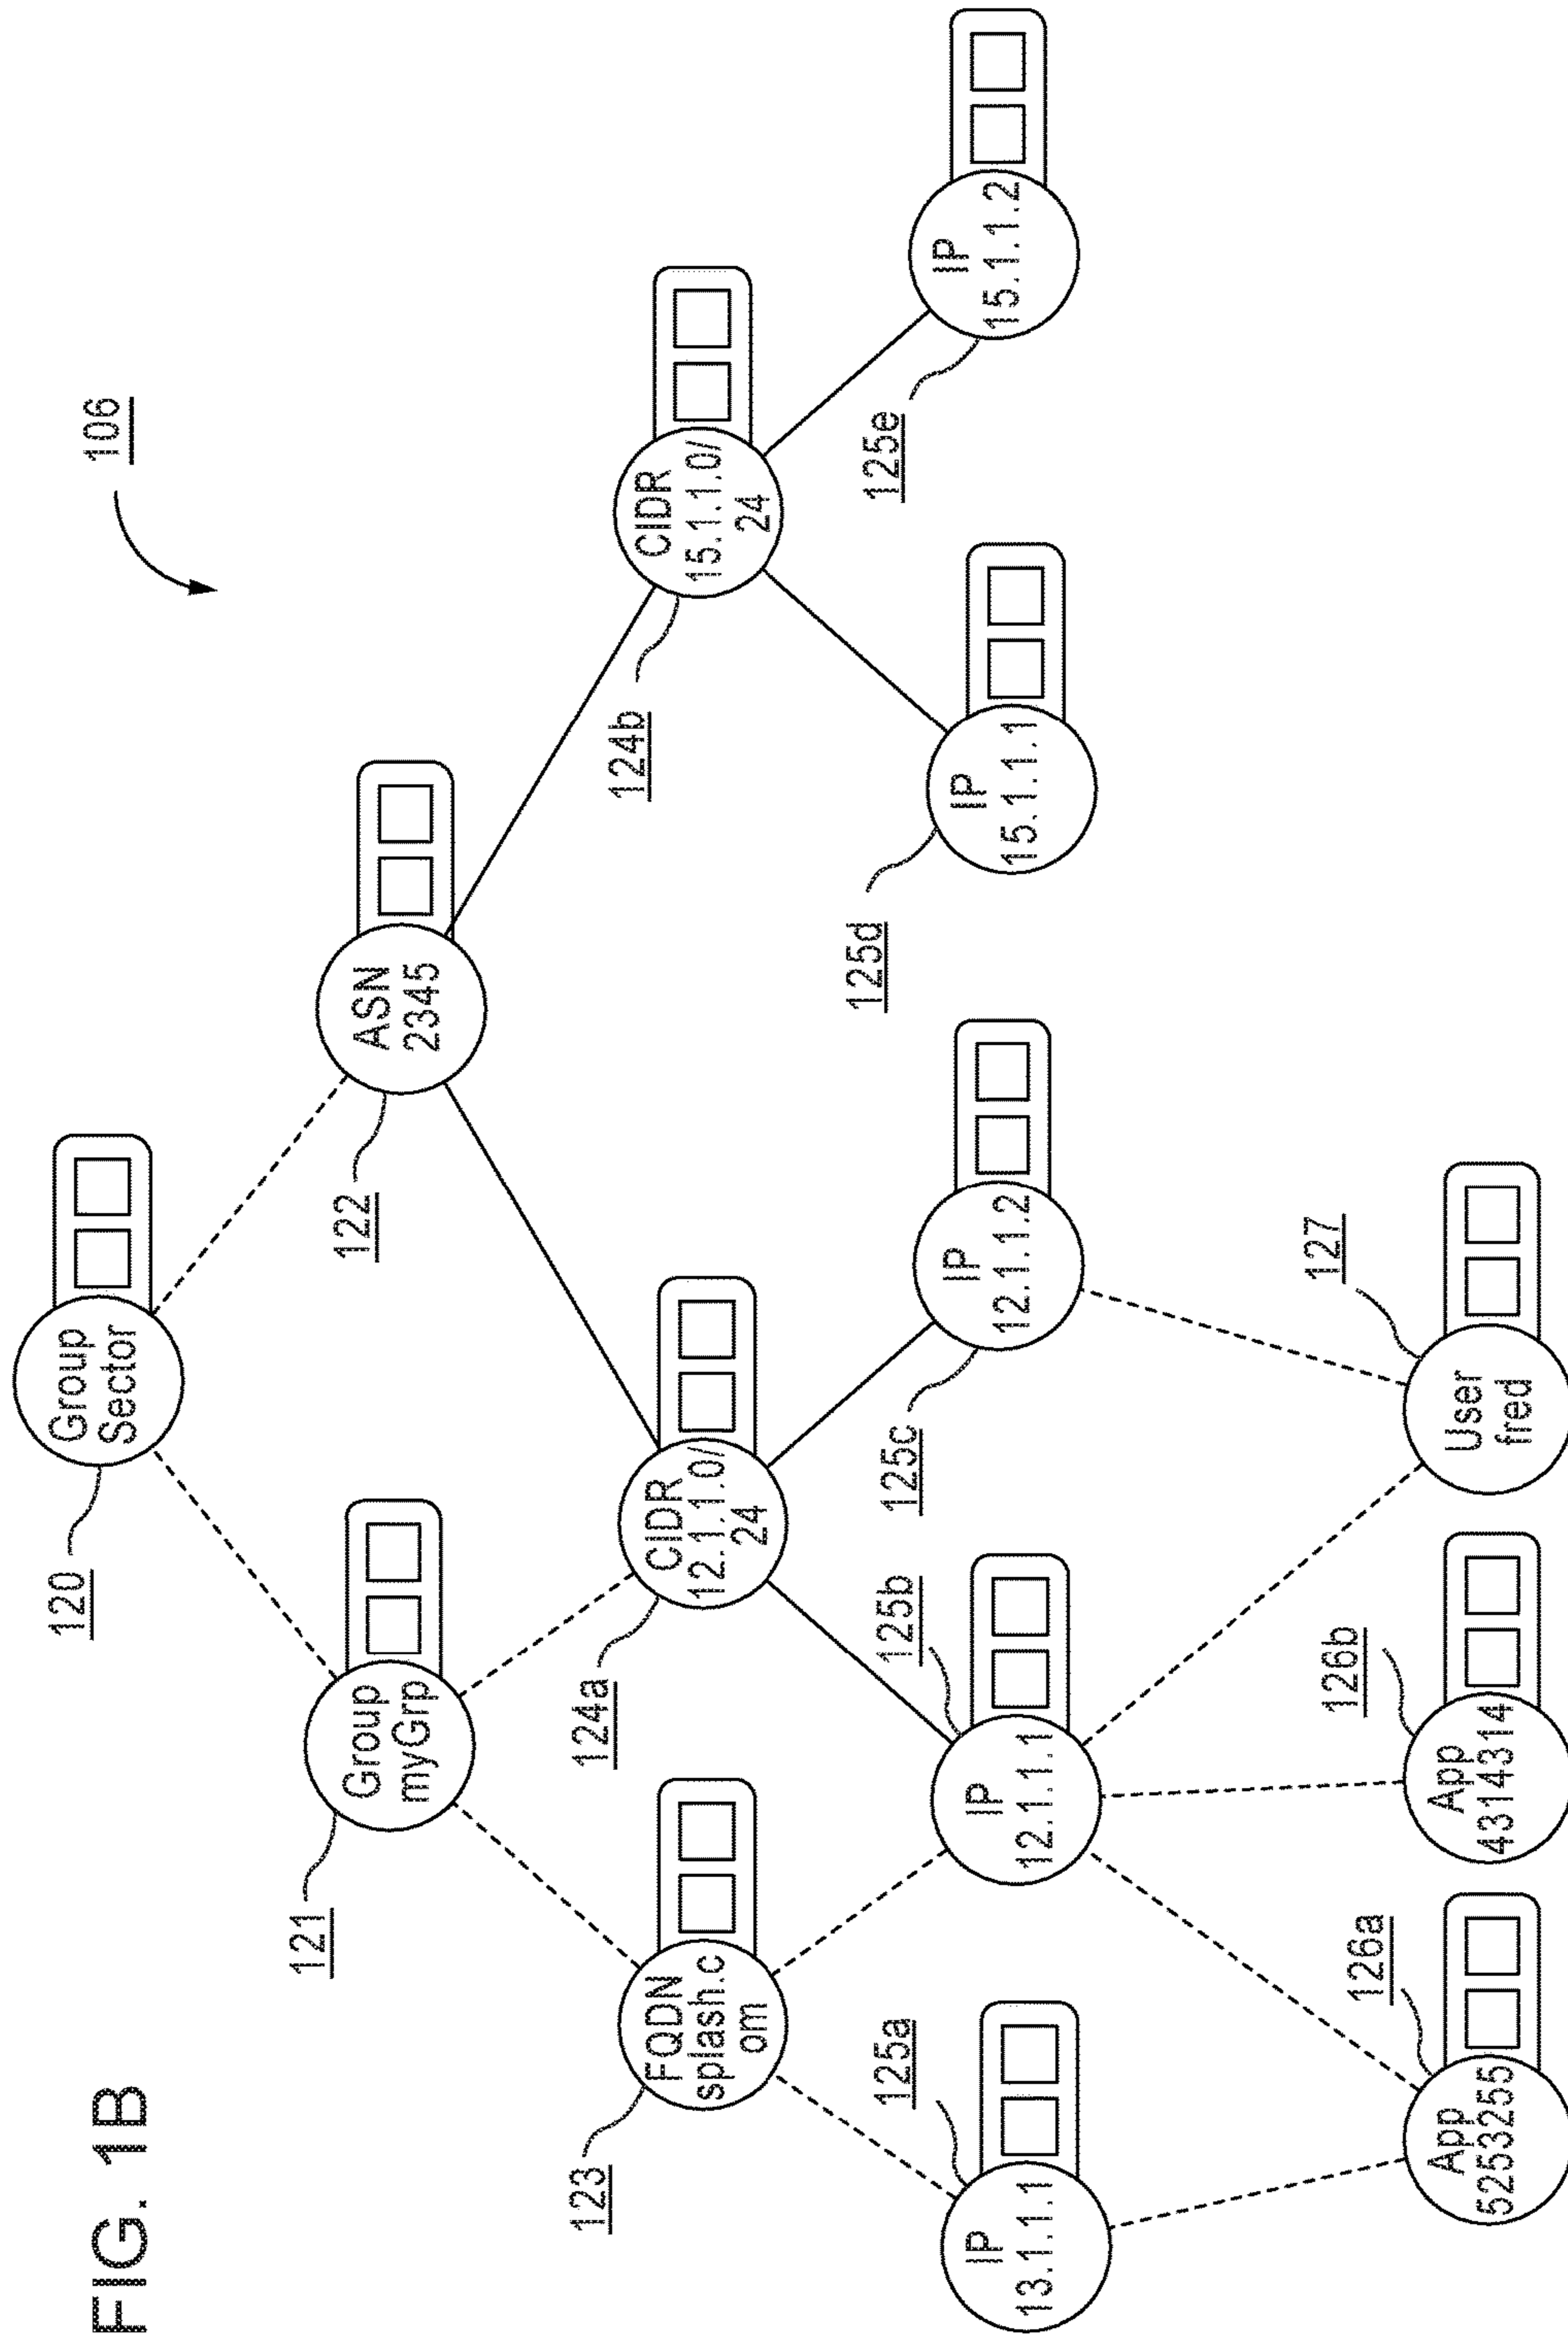 FIG. 1B
106
120
Group
Sector
121
Group
myGrp
122
ASN
2345
123
FQDN
splash.c
om
124a
CIDR
12.1.1.0/
24
124b
CIDR
15.1.1.0/
24
125a
IP
13.1.1.1
125b
IP
12.1.1.1
125c
IP
12.1.1.2
125d
IP
15.1.1.1
125e
IP
15.1.1.2
126a
App
5253255
126b
App
4314314
127
User
fred